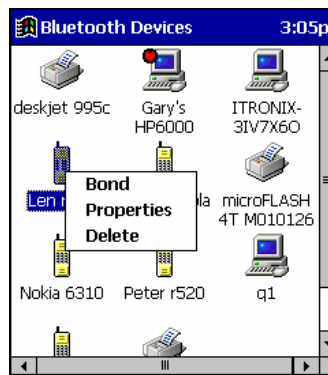 Bluetooth Devices 3:05p
deskjet 995c
Gary's
HP6000
ITRONIX-
3IV7X6O
Len
Bond
Properties
Delete
microFLASH
4T M010126
Nokia 6310
Peter r520
q1